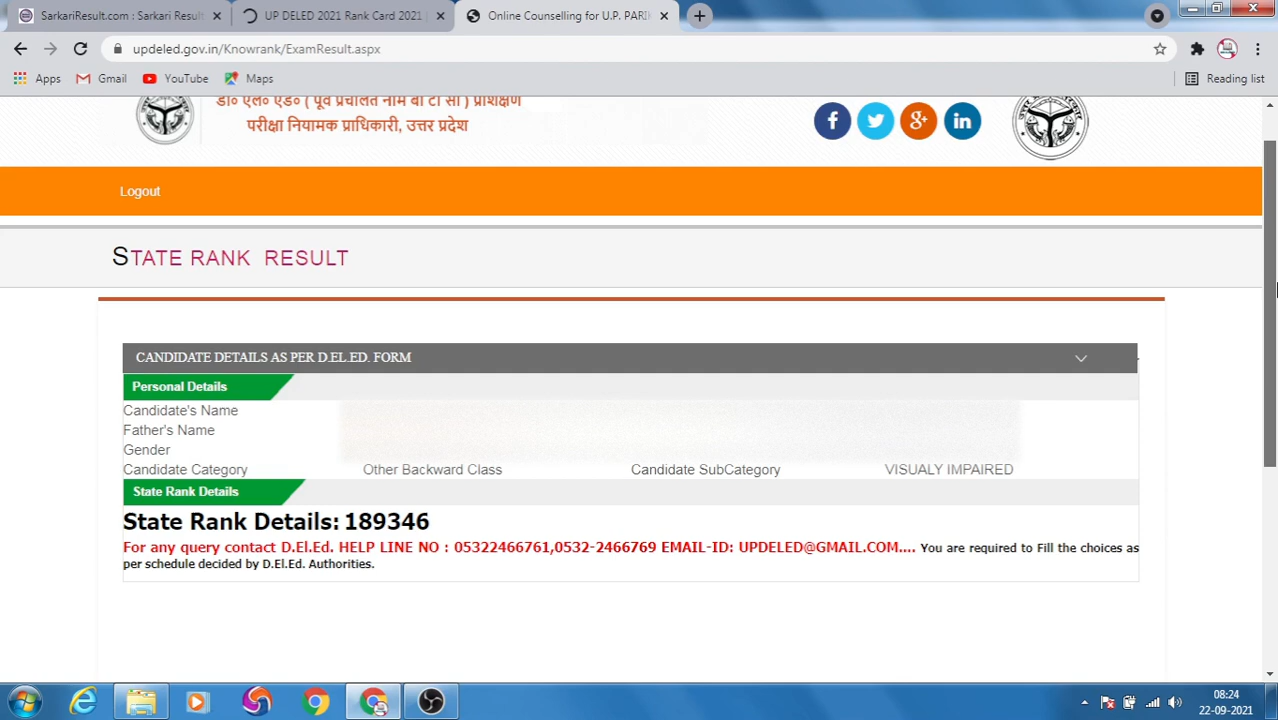 SarkariResult.com : Sarkari Result
UP DELED 2021 Rank Card 2021
Online Counselling for U.P. PARI
updeled.gov.in/Knowrank/ExamResult.aspx
Apps Gmail YouTube Maps Reading list
डी० एल० एड० ( पूर्व प्रचलित नाम बी टी सी ) प्रशिक्षण
परीक्षा नियामक प्राधिकारी, उत्तर प्रदेश
Logout
STATE RANK RESULT
CANDIDATE DETAILS AS PER D.EL.ED. FORM
Personal Details
Candidate's Name
Father's Name
Gender
Candidate Category Other Backward Class Candidate SubCategory VISUALY IMPAIRED
State Rank Details
State Rank Details: 189346
For any query contact D.El.Ed. HELP LINE NO : 05322466761,0532-2466769 EMAIL-ID: UPDELED@GMAIL.COM.... You are required to Fill the choices as
per schedule decided by D.El.Ed. Authorities.
08:24
22-09-2021